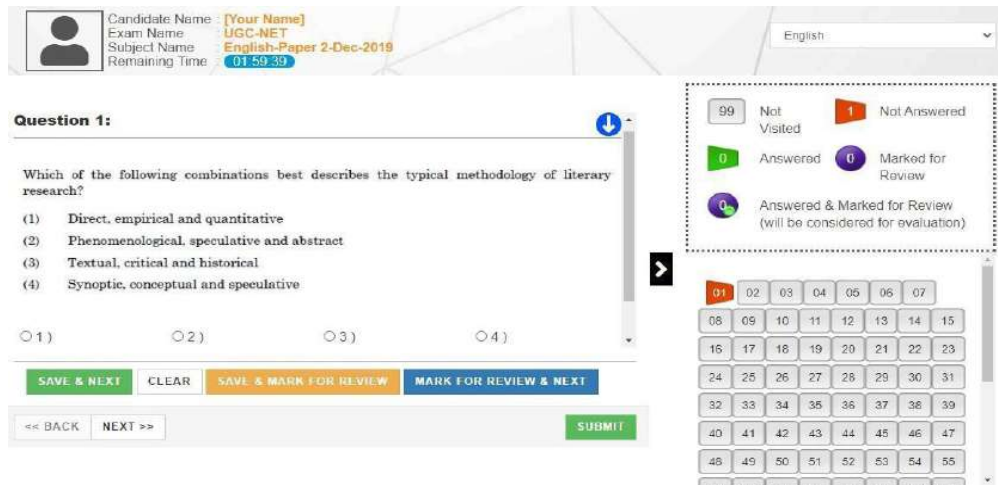 Candidate Name : [Your Name]
Exam Name : UGC-NET
Subject Name : English-Paper 2-Dec-2019
Remaining Time : 01:59:39
English
Question 1:
Which of the following combinations best describes the typical methodology of literary
research?
(1) Direct, empirical and quantitative
(2) Phenomenological, speculative and abstract
(3) Textual, critical and historical
(4) Synoptic, conceptual and speculative
1 ) 2 ) 3 ) 4 )
SAVE & NEXT CLEAR SAVE & MARK FOR REVIEW MARK FOR REVIEW & NEXT
<< BACK NEXT >> SUBMIT
99 Not Visited 1 Not Answered
0 Answered 0 Marked for Review
0 Answered & Marked for Review
(will be considered for evaluation)
01 02 03 04 05 06 07
08 09 10 11 12 13 14 15
16 17 18 19 20 21 22 23
24 25 26 27 28 29 30 31
32 33 34 35 36 37 38 39
40 41 42 43 44 45 46 47
48 49 50 51 52 53 54 55